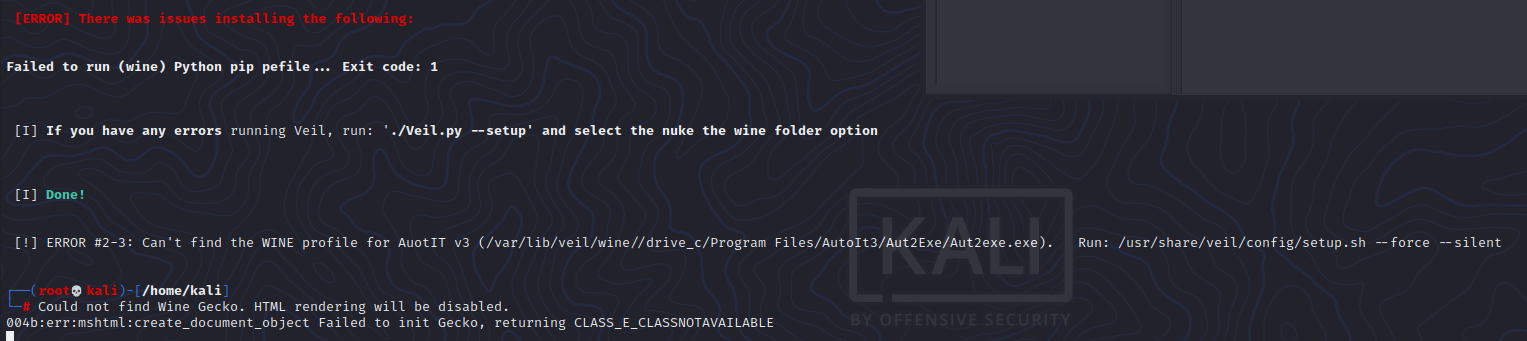 [ERROR] There was issues installing the following:
Failed to run (wine) Python pip pefile... Exit code: 1
[I] If you have any errors running Veil, run: './Veil.py --setup' and select the nuke the wine folder option
[I] Done!
[!] ERROR #2-3: Can't find the WINE profile for AuotIT v3 (/var/lib/veil/wine//drive_c/Program Files/AutoIt3/Aut2Exe/Aut2exe.exe).   Run: /usr/share/veil/config/setup.sh --force --silent
┌──(root💀kali)-[/home/kali]
└─# Could not find Wine Gecko. HTML rendering will be disabled.
004b:err:mshtml:create_document_object Failed to init Gecko, returning CLASS_E_CLASSNOTAVAILABLE
KALI
BY OFFENSIVE SECURITY